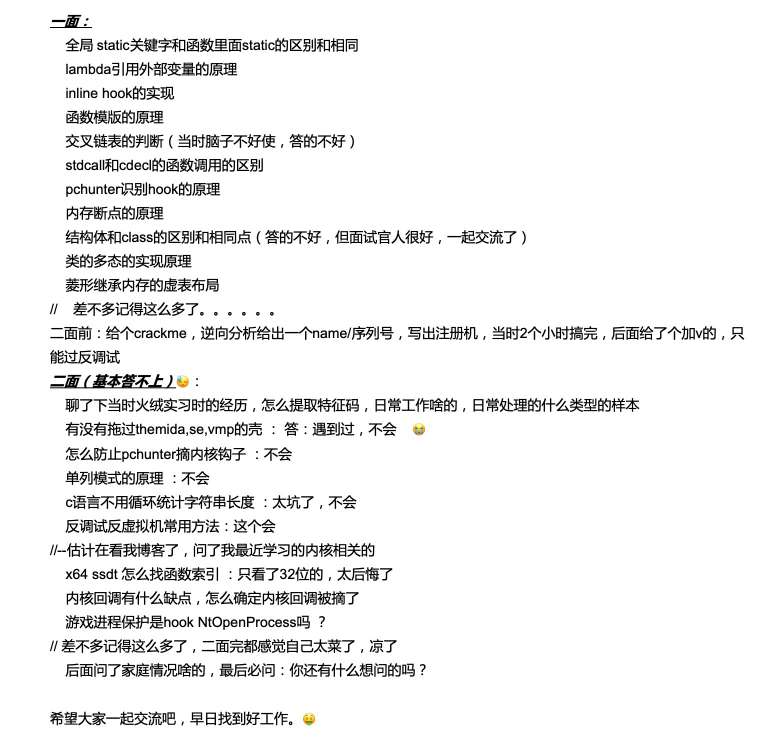 一面：
全局 static关键字和函数里面static的区别和相同
lambda引用外部变量的原理
inline hook的实现
函数模版的原理
交叉链表的判断（当时脑子不好使，答的不好）
stdcall和cdecl的函数调用的区别
pchunter识别hook的原理
内存断点的原理
结构体和class的区别和相同点（答的不好，但面试官人很好，一起交流了）
类的多态的实现原理
菱形继承内存的虚表布局
// 差不多记得这么多了。。。。。。
二面前：给个crackme，逆向分析给出一个name/序列号，写出注册机，当时2个小时搞完，后面给了个加v的，只
能过反调试
二面（基本答不上）😓：
聊了下当时火绒实习时的经历，怎么提取特征码，日常工作啥的，日常处理的什么类型的样本
有没有拖过themida,se,vmp的壳 ： 答：遇到过，不会 😭
怎么防止pchunter摘内核钩子 ：不会
单列模式的原理 ：不会
c语言不用循环统计字符串长度 ：太坑了，不会
反调试反虚拟机常用方法：这个会
//--估计在看我博客了，问了我最近学习的内核相关的
x64 ssdt 怎么找函数索引 ：只看了32位的，太后悔了
内核回调有什么缺点，怎么确定内核回调被摘了
游戏进程保护是hook NtOpenProcess吗 ？
// 差不多记得这么多了，二面完都感觉自己太菜了，凉了
后面问了家庭情况啥的，最后必问：你还有什么想问的吗？
希望大家一起交流吧，早日找到好工作。🤑